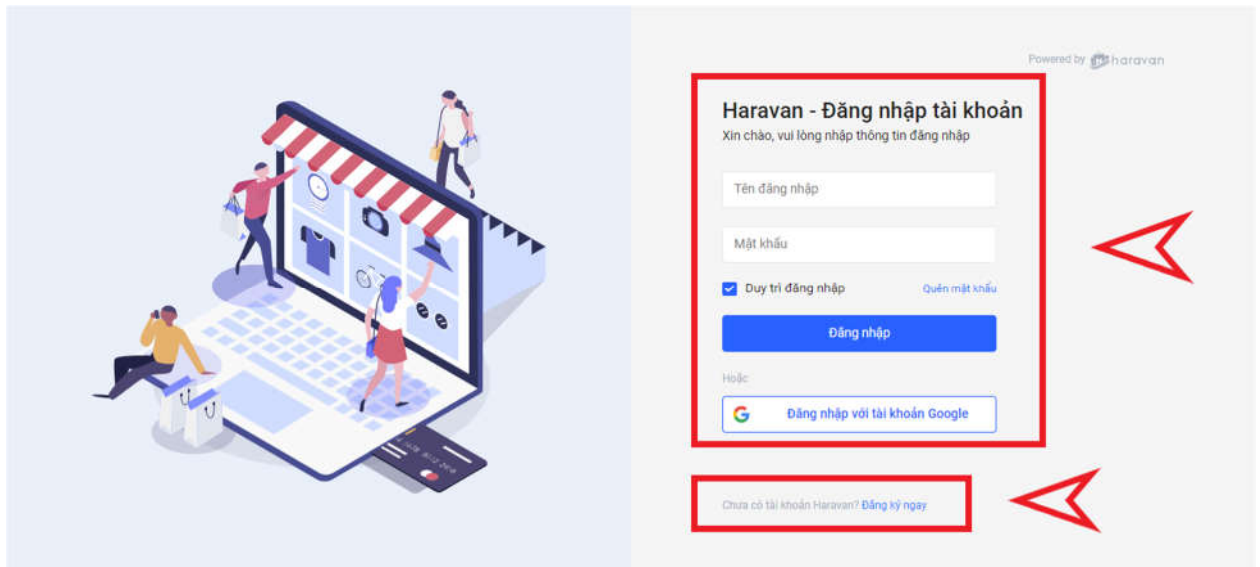 Powered by haravan
Haravan - Đăng nhập tài khoản
Xin chào, vui lòng nhập thông tin đăng nhập
Tên đăng nhập
Mật khẩu
Duy trì đăng nhập
Quên mật khẩu
Đăng nhập
Hoặc
Đăng nhập với tài khoản Google
Chưa có tài khoản Haravan? Đăng ký ngay